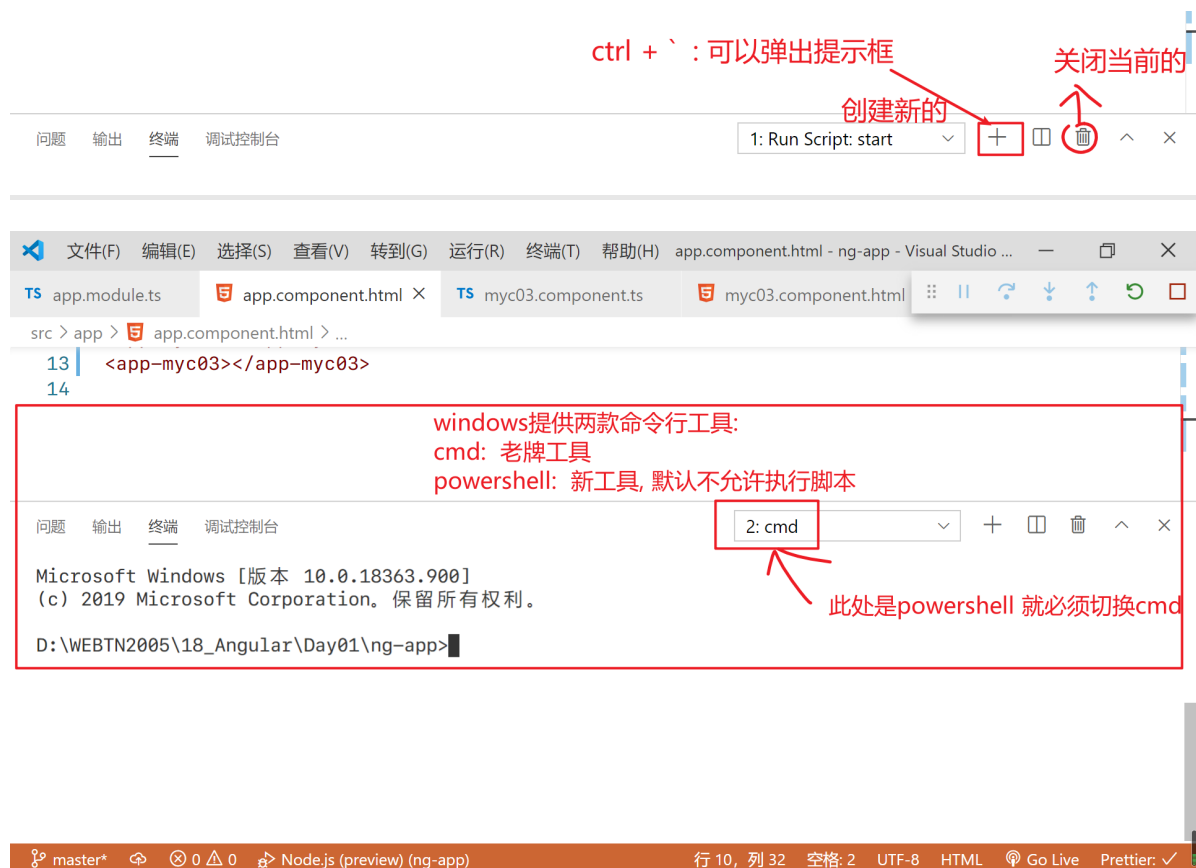 ctrl + ` : 可以弹出提示框
关闭当前的
创建新的
问题 输出 终端 调试控制台 1: Run Script: start
文件(F) 编辑(E) 选择(S) 查看(V) 转到(G) 运行(R) 终端(T) 帮助(H) app.component.html - ng-app - Visual Studio ...
TS app.module.ts app.component.html TS myc03.component.ts myc03.component.html
src > app > app.component.html > ...
13 <app-myc03></app-myc03>
14
windows提供两款命令行工具:
cmd: 老牌工具
powershell: 新工具, 默认不允许执行脚本
问题 输出 终端 调试控制台 2: cmd
Microsoft Windows [版本 10.0.18363.900]
(c) 2019 Microsoft Corporation。保留所有权利。
此处是powershell 就必须切换cmd
D:\WEBTN2005\18_Angular\Day01\ng-app>
master* 0 0 Node.js (preview) (ng-app) 行 10，列 32 空格: 2 UTF-8 HTML Go Live Prettier: ✓